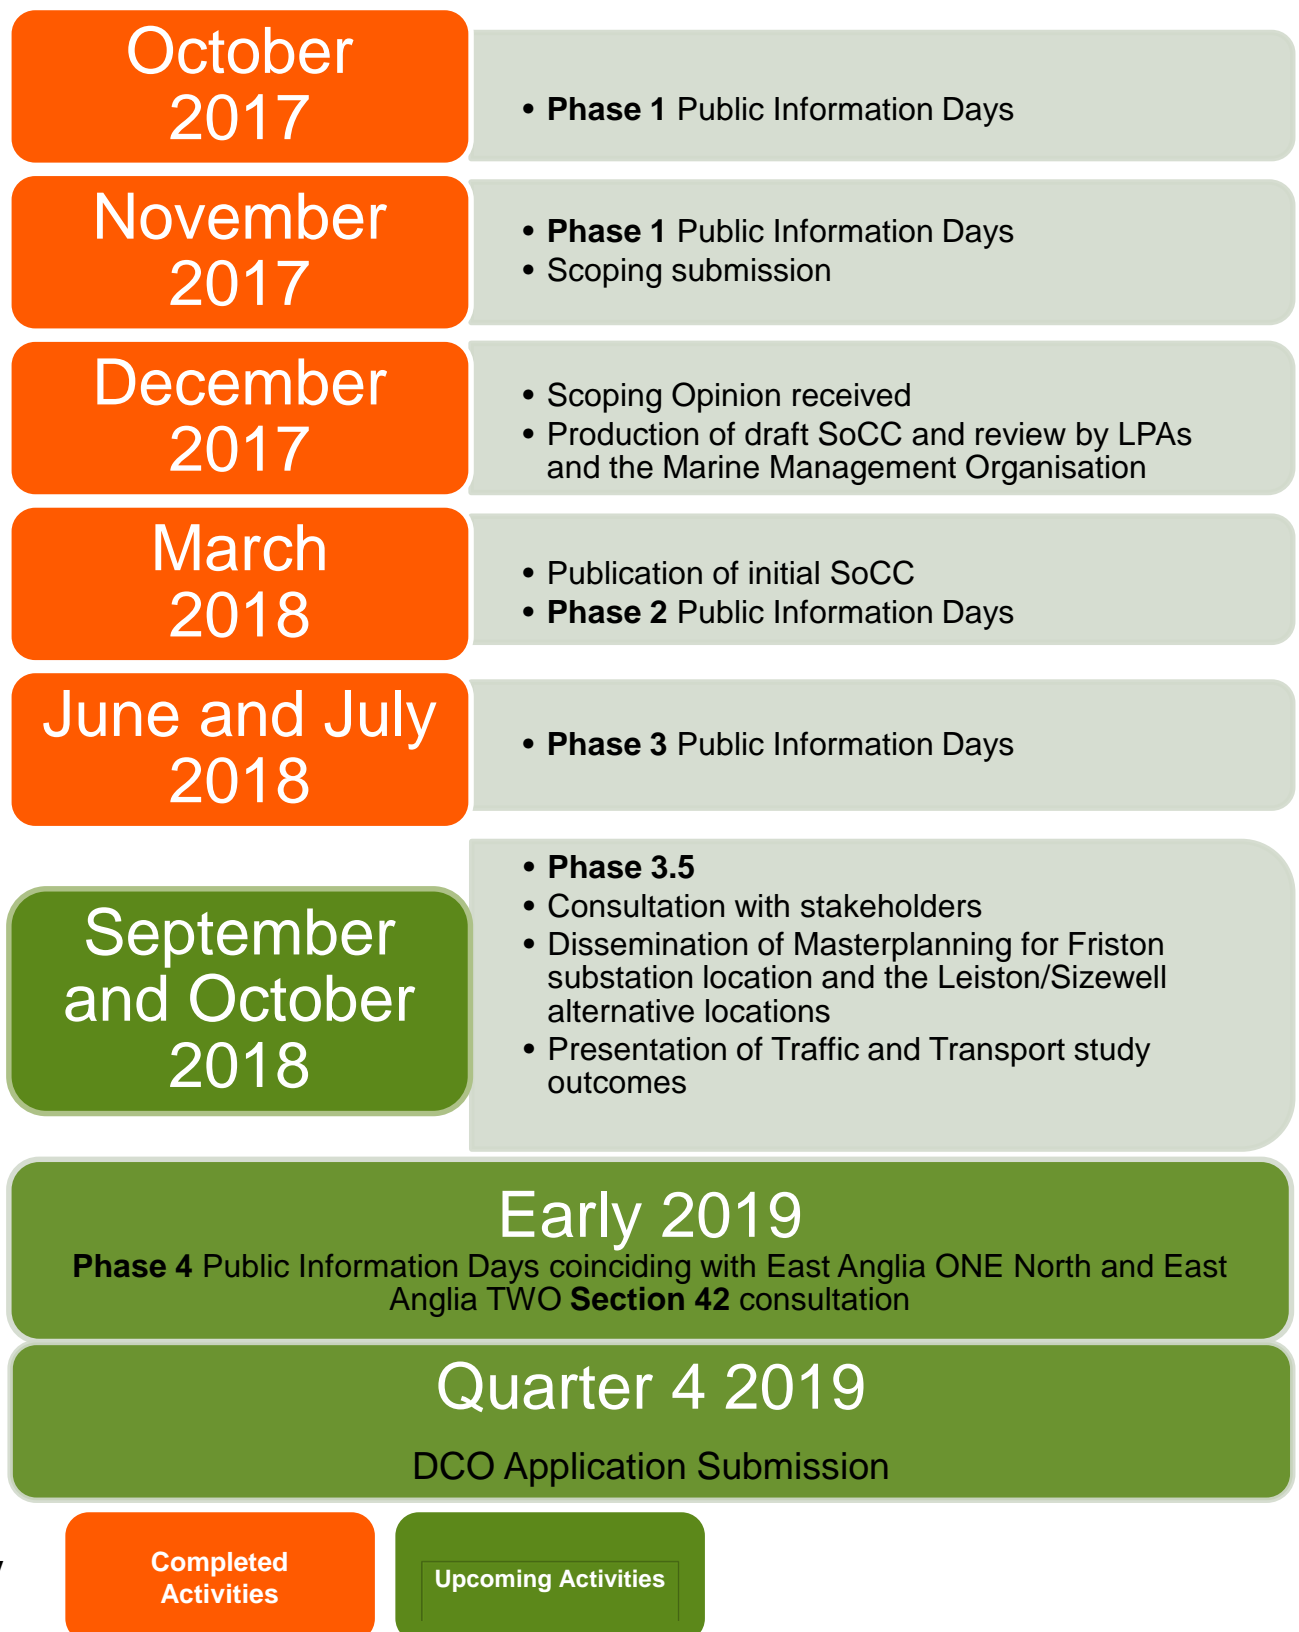 October
2017
• Phase 1 Public Information Days
November
2017
• Phase 1 Public Information Days
• Scoping submission
December
2017
• Scoping Opinion received
• Production of draft SoCC and review by LPAs
and the Marine Management Organisation
March
2018
• Publication of initial SoCC
• Phase 2 Public Information Days
June and July
2018
• Phase 3 Public Information Days
September
and October
2018
• Phase 3.5
• Consultation with stakeholders
• Dissemination of Masterplanning for Friston
substation location and the Leiston/Sizewell
alternative locations
• Presentation of Traffic and Transport study
outcomes
Early 2019
Phase 4 Public Information Days coinciding with East Anglia ONE North and East
Anglia TWO Section 42 consultation
Quarter 4 2019
DCO Application Submission
Completed
Activities
Upcoming Activities